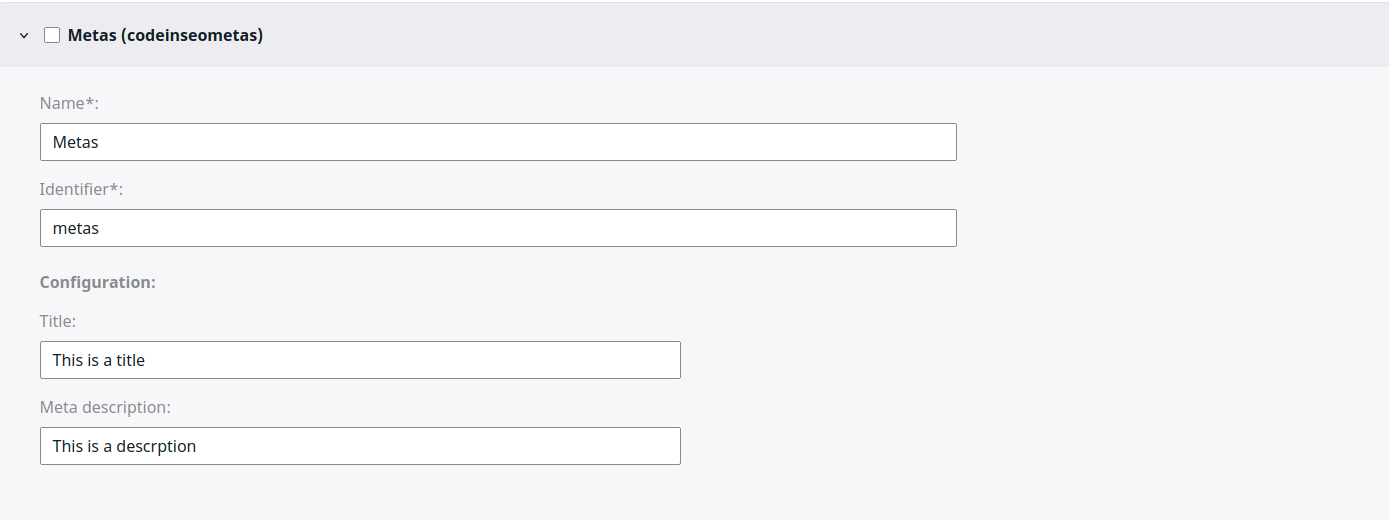 Metas (codeinseometas)
Name*:
Metas
Identifier*:
metas
Configuration:
Title:
This is a title
Meta description:
This is a descrption